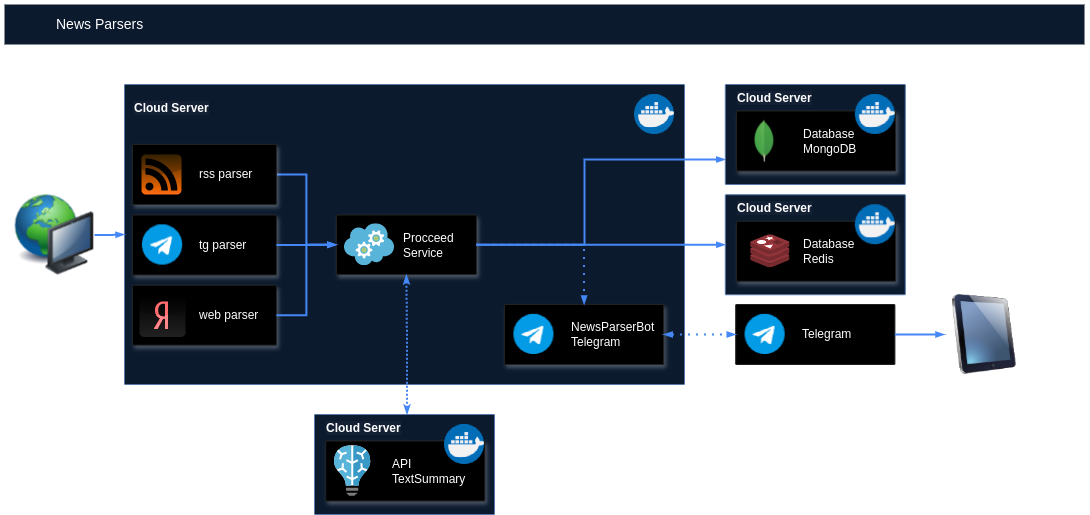 News Parsers
Cloud Server
rss parser
tg parser
Я
web parser
Procceed
Service
NewsParserBot
Telegram
Cloud Server
Database
MongoDB
Cloud Server
Database
Redis
Telegram
Cloud Server
API
TextSummary